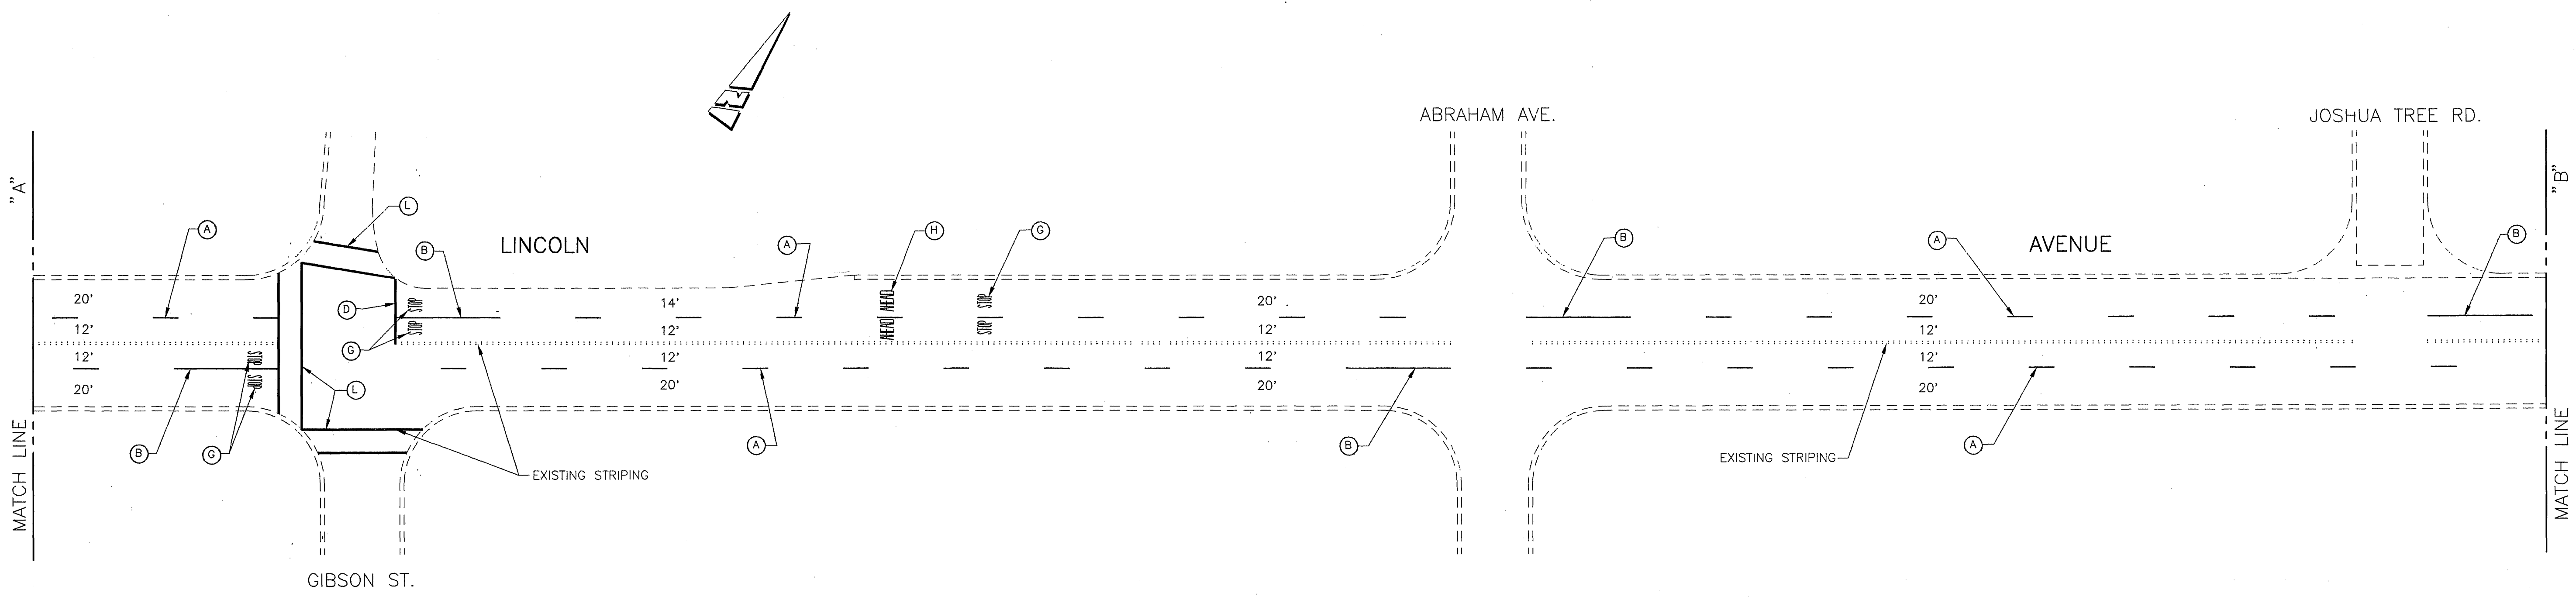 ABRAHAM AVE.
JOSHUA TREE RD.
"A"
"B"
L
A
B
LINCOLN
A
H
G
B
A
AVENUE
B
20'
12'
12'
20'
D
G
STOP
STOP
STOP
STOP
14'
12'
12'
20'
AHEAD
AHEAD
STOP
STOP
20'
12'
12'
20'
20'
12'
12'
20'
L
B
G
A
B
A
EXISTING STRIPING
EXISTING STRIPING
MATCH LINE
MATCH LINE
GIBSON ST.